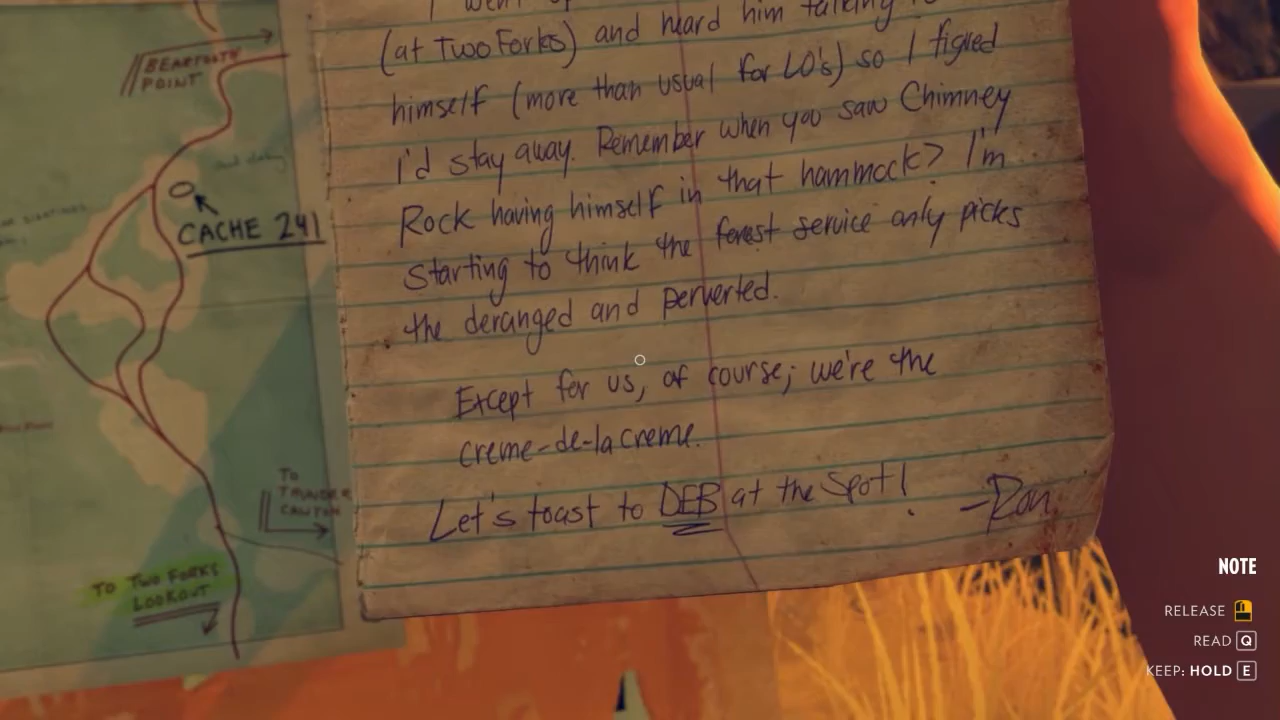 (at Two Forks) and heard him talking
himself (more than usual for LO's) so I figued
I'd stay away. Remember when you saw Chimney
Rock having himself in that hammock? I'm
starting to think the forest service only picks
the deranged and perverted.
Except for us, of course; we're the
creme-de-la creme.
Let's toast to DEB at the Spot!
-Ron.
BEARTOOTH
POINT
CACHE 241
TO
THUNDER
CANYON
TO TWO FORKS
LOOKOUT
NOTE
RELEASE
READ Q
KEEP: HOLD E